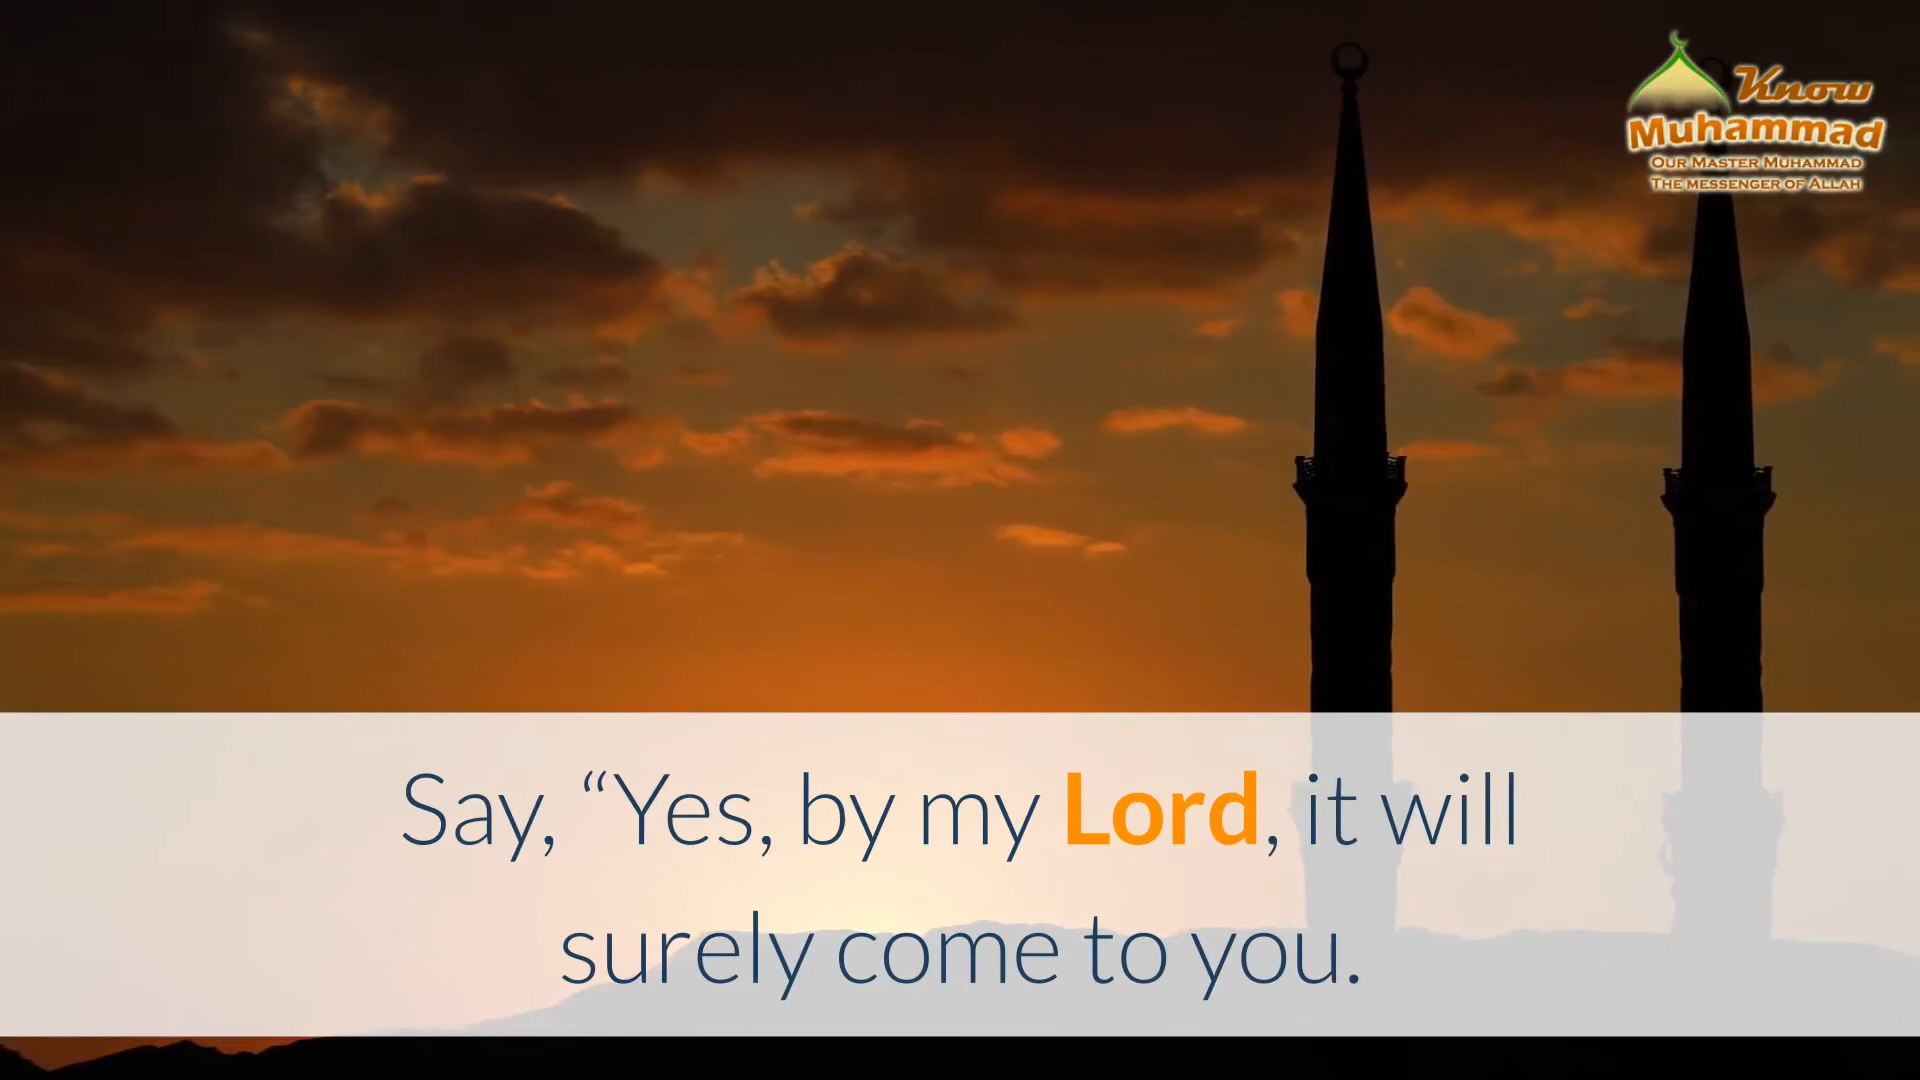 Know
Muhammad
OUR MASTER MUHAMMAD
THE MESSENGER OF ALLAH
Say, “Yes, by my Lord, it will
surely come to you.